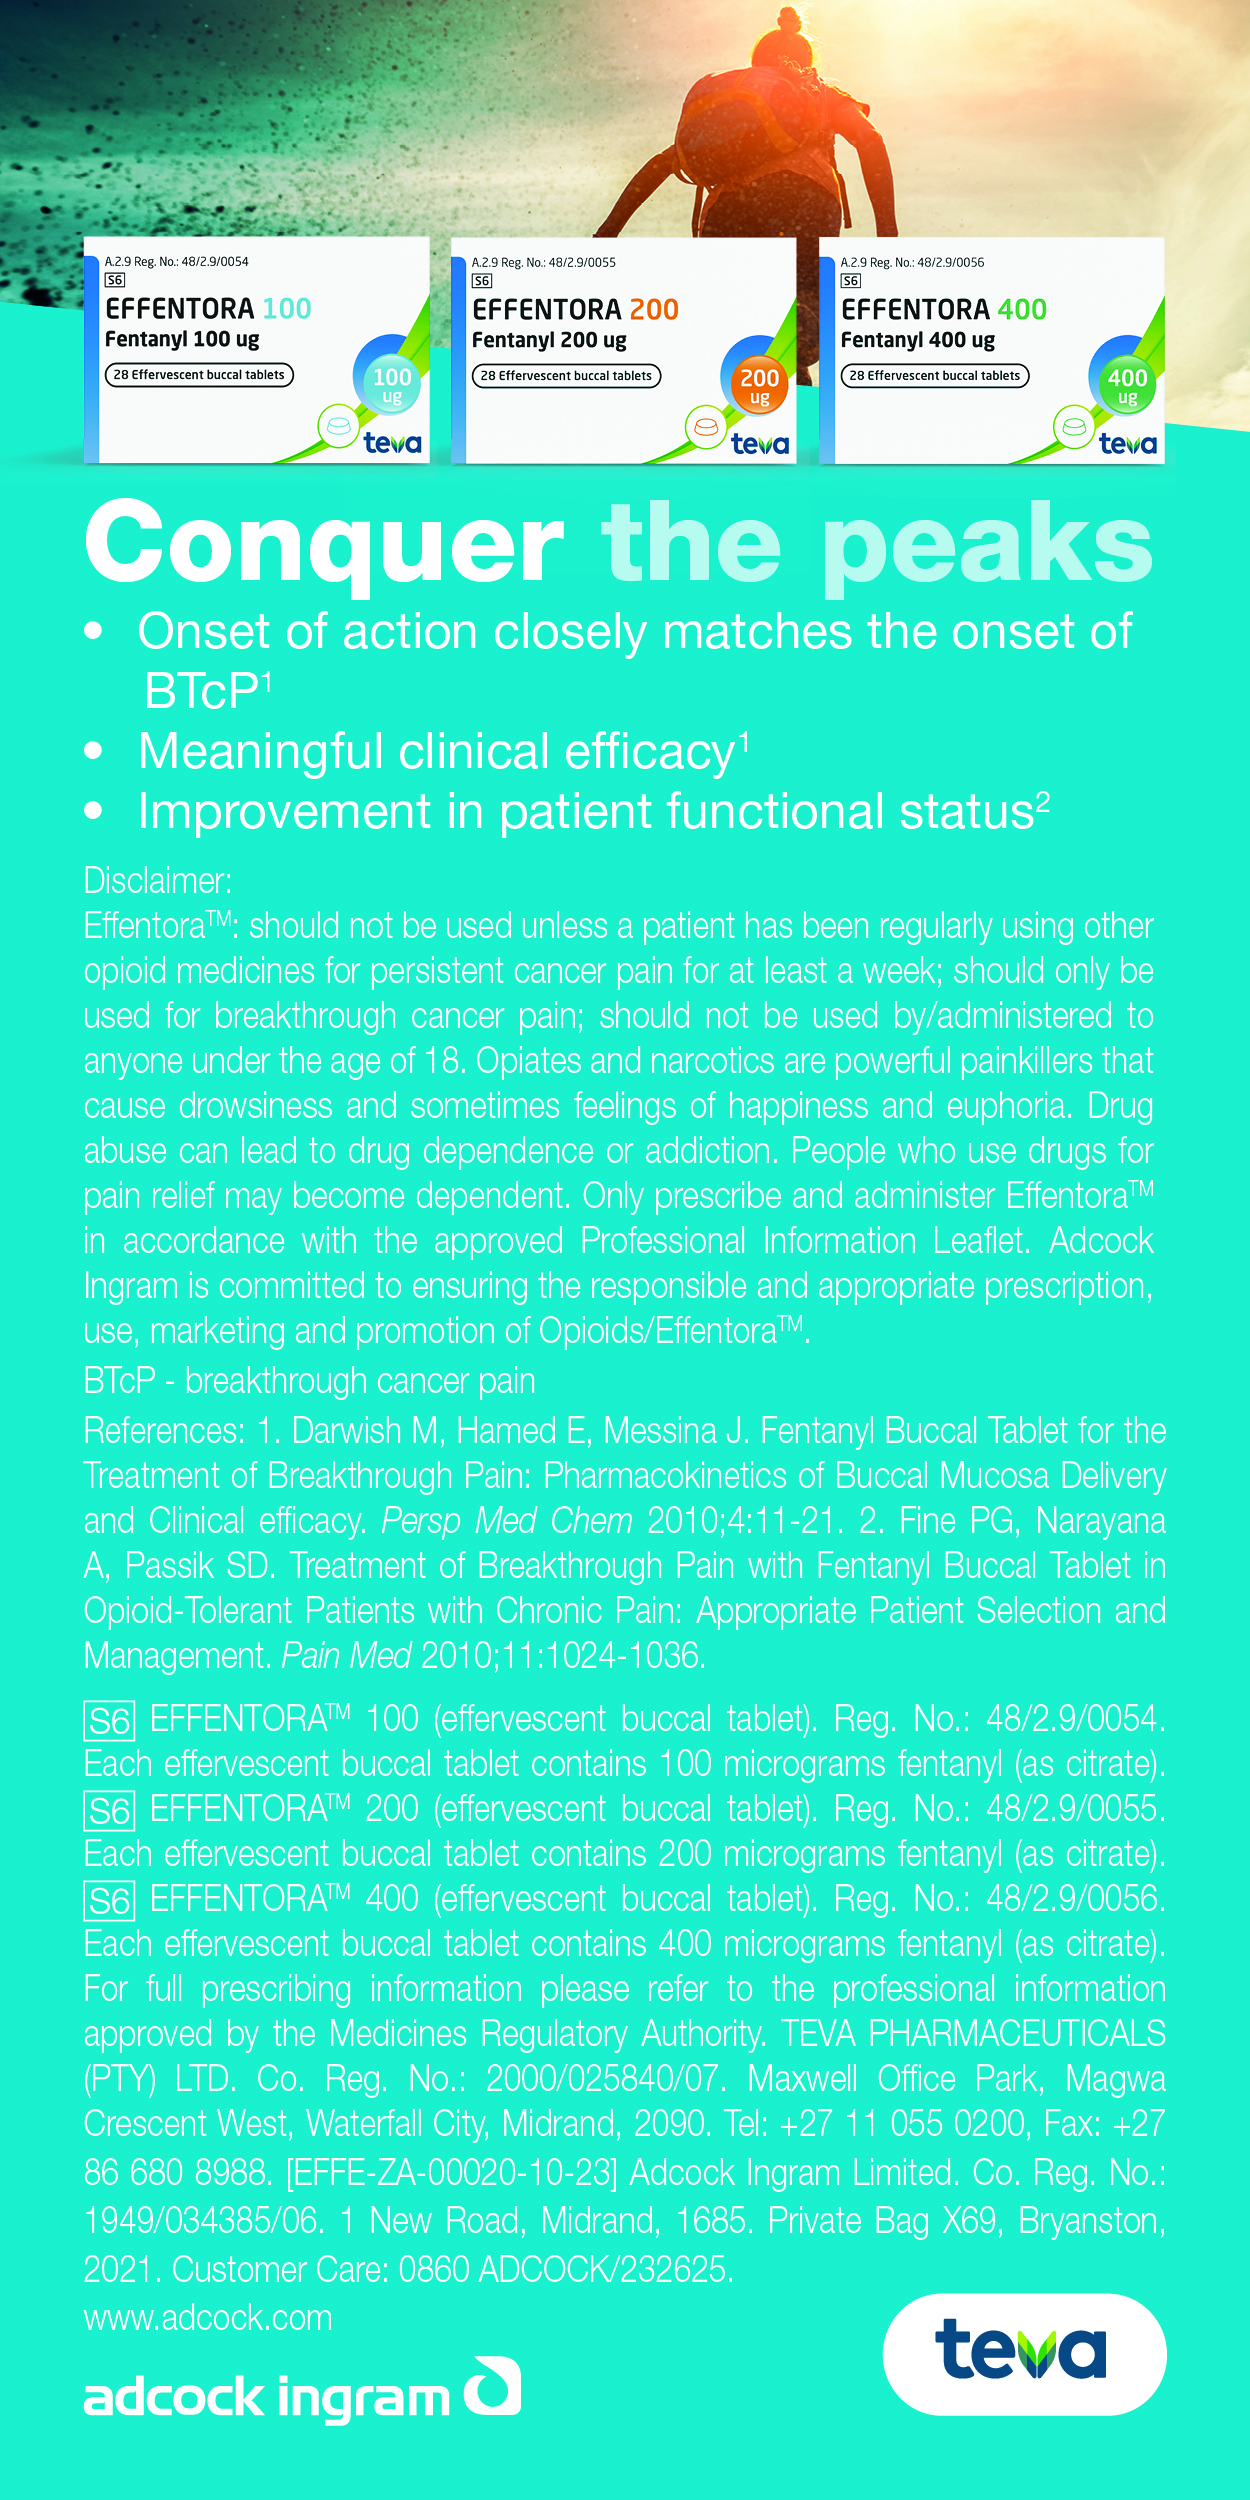 A.2.9 Reg. No.: 48/2.9/0054
S6
EFFENTORA 100
Fentanyl 100 ug
28 Effervescent buccal tablets
100
ug
teva
A.2.9 Reg. No.: 48/2.9/0055
S6
EFFENTORA 200
Fentanyl 200 ug
28 Effervescent buccal tablets
200
ug
teva
A.2.9 Reg. No.: 48/2.9/0056
S6
EFFENTORA 400
Fentanyl 400 ug
28 Effervescent buccal tablets
400
ug
teva
Conquer the peaks
• Onset of action closely matches the onset of
BTcP¹
• Meaningful clinical efficacy¹
• Improvement in patient functional status²
Disclaimer:
Effentora™: should not be used unless a patient has been regularly using other
opioid medicines for persistent cancer pain for at least a week; should only be
used for breakthrough cancer pain; should not be used by/administered to
anyone under the age of 18. Opiates and narcotics are powerful painkillers that
cause drowsiness and sometimes feelings of happiness and euphoria. Drug
abuse can lead to drug dependence or addiction. People who use drugs for
pain relief may become dependent. Only prescribe and administer Effentora™
in accordance with the approved Professional Information Leaflet. Adcock
Ingram is committed to ensuring the responsible and appropriate prescription,
use, marketing and promotion of Opioids/Effentora™.
BTcP - breakthrough cancer pain
References: 1. Darwish M, Hamed E, Messina J. Fentanyl Buccal Tablet for the
Treatment of Breakthrough Pain: Pharmacokinetics of Buccal Mucosa Delivery
and Clinical efficacy. Persp Med Chem 2010;4:11-21. 2. Fine PG, Narayana
A, Passik SD. Treatment of Breakthrough Pain with Fentanyl Buccal Tablet in
Opioid-Tolerant Patients with Chronic Pain: Appropriate Patient Selection and
Management. Pain Med 2010;11:1024-1036.
S6 EFFENTORA™ 100 (effervescent buccal tablet). Reg. No.: 48/2.9/0054.
Each effervescent buccal tablet contains 100 micrograms fentanyl (as citrate).
S6 EFFENTORA™ 200 (effervescent buccal tablet). Reg. No.: 48/2.9/0055.
Each effervescent buccal tablet contains 200 micrograms fentanyl (as citrate).
S6 EFFENTORA™ 400 (effervescent buccal tablet). Reg. No.: 48/2.9/0056.
Each effervescent buccal tablet contains 400 micrograms fentanyl (as citrate).
For full prescribing information please refer to the professional information
approved by the Medicines Regulatory Authority. TEVA PHARMACEUTICALS
(PTY) LTD. Co. Reg. No.: 2000/025840/07. Maxwell Office Park, Magwa
Crescent West, Waterfall City, Midrand, 2090. Tel: +27 11 055 0200, Fax: +27
86 680 8988. [EFFE-ZA-00020-10-23] Adcock Ingram Limited. Co. Reg. No.:
1949/034385/06. 1 New Road, Midrand, 1685. Private Bag X69, Bryanston,
2021. Customer Care: 0860 ADCOCK/232625.
www.adcock.com
adcock ingram
teva